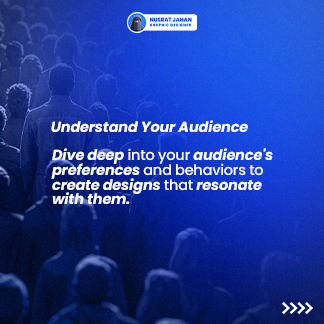 NUSRAT JAHAN
GRAPHIC DESIGNER
Understand Your Audience
Dive deep into your audience's
preferences and behaviors to
create designs that resonate
with them.